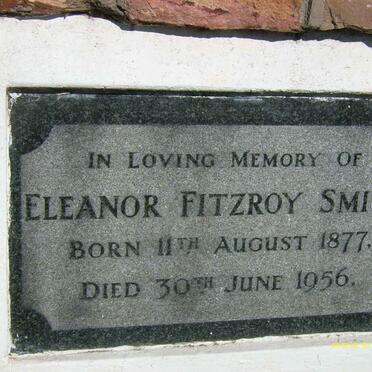 IN LOVING MEMORY OF
ELEANOR FITZROY SMI
BORN 11TH AUGUST 1877.
DIED 30TH JUNE 1956.